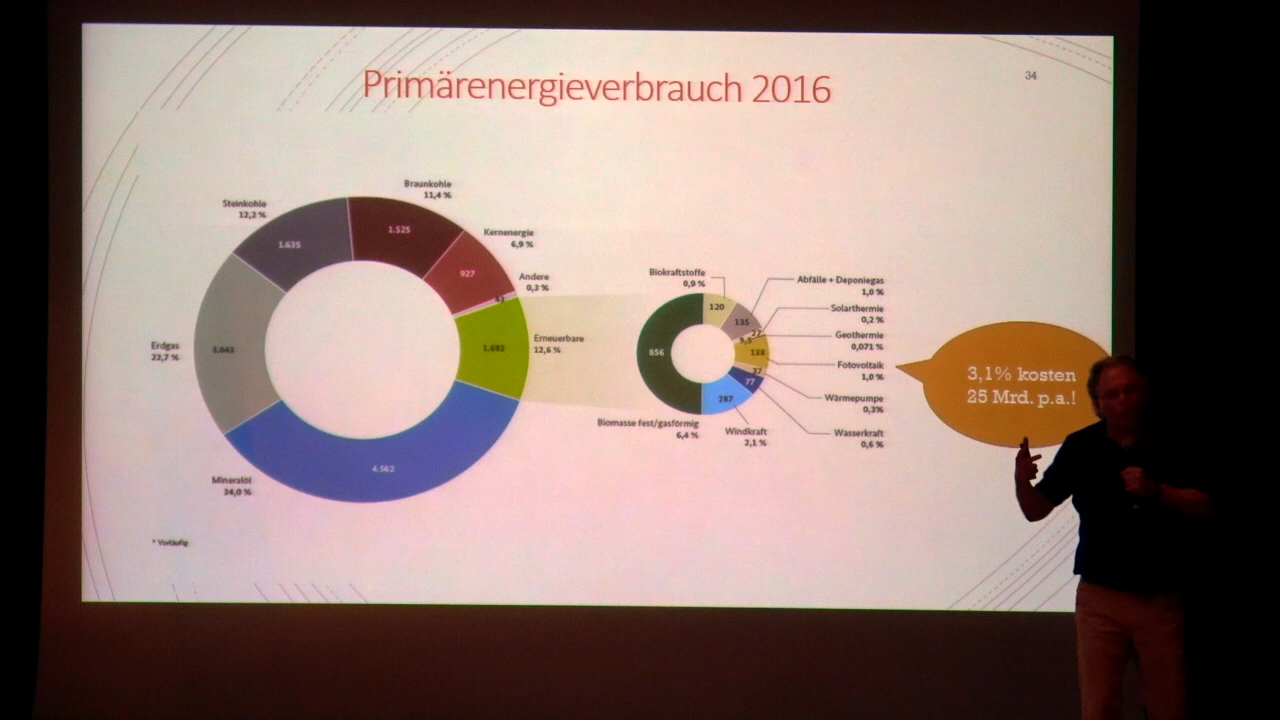 Primärenergieverbrauch 2016
34
Braunkohle
11,4 %
Steinkohle
12,2 %
1.525
1.635
Kernenergie
6,9 %
927
Andere
0,3 %
Erneuerbare
12,6 %
1.692
Erdgas
22,7 %
3.043
Mineralöl
34,0 %
4.562
* Vorläufig
Biokraftstoffe
0,9 %
120
Abfälle + Deponiegas
1,0 %
135
Solarthermie
0,2 %
27
Geothermie
0,071 %
9,5
Fotovoltaik
1,0 %
138
Wärmepumpe
0,3%
37
Wasserkraft
0,6 %
77
Windkraft
2,1 %
287
Biomasse fest/gasförmig
6,4 %
856
3,1% kosten
25 Mrd. p.a.!